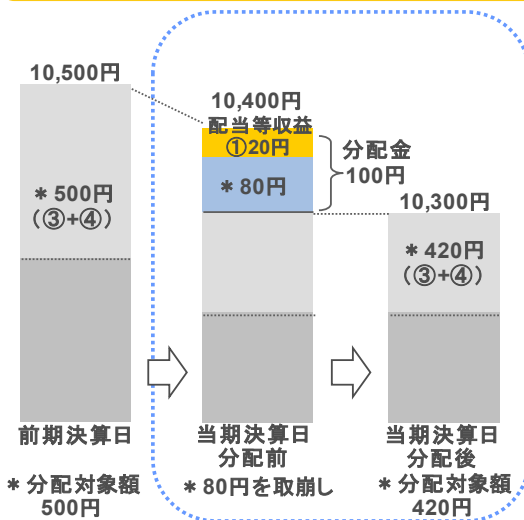 10,500円
＊500円
（③+④）
前期決算日
＊分配対象額
500円
10,400円
配当等収益
①20円
＊80円
分配金
100円
当期決算日
分配前
＊80円を取崩し
10,300円
＊420円
（③+④）
当期決算日
分配後
＊分配対象額
420円